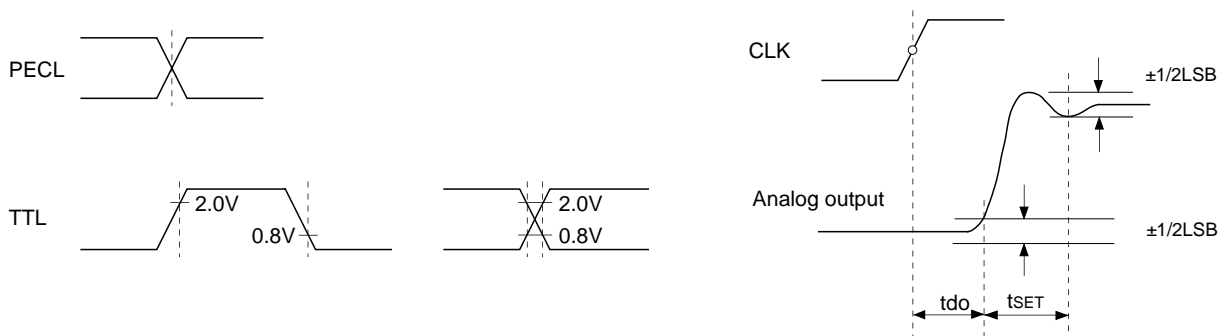 PECL
TTL
2.0V
0.8V
2.0V
0.8V
CLK
±1/2LSB
Analog output
±1/2LSB
tdo
tSET